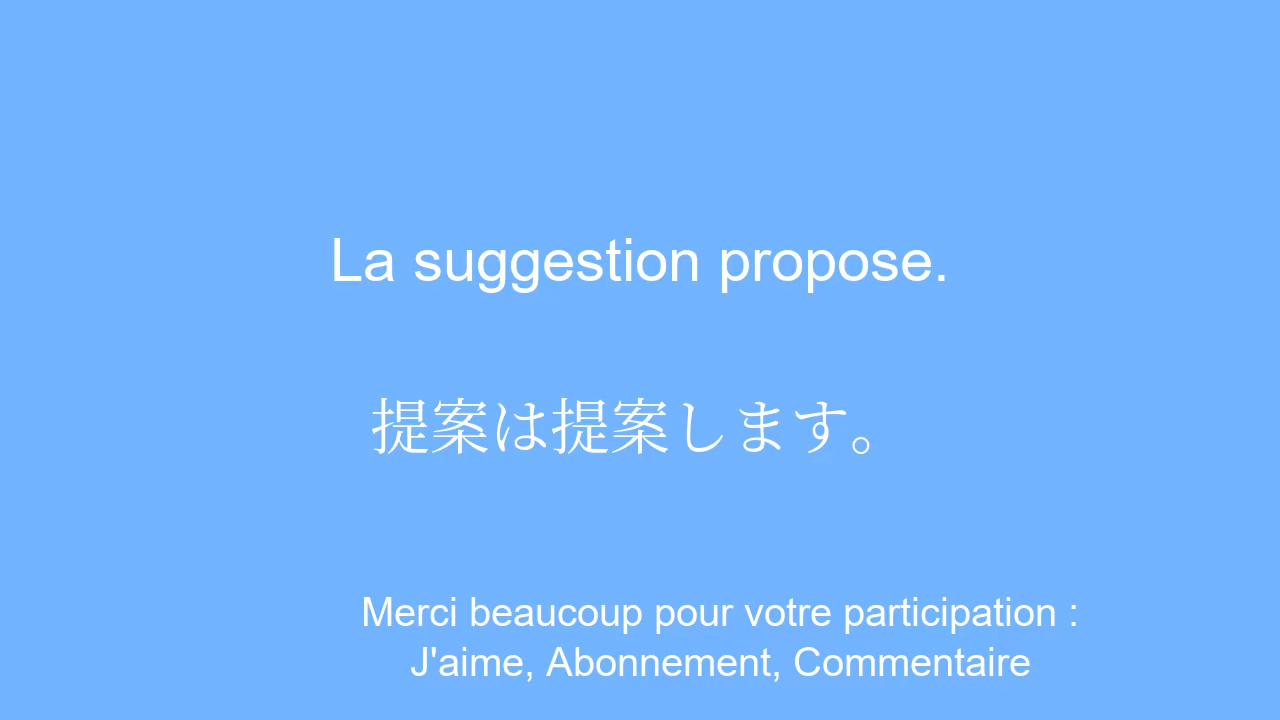 La suggestion propose.
提案は提案します。
Merci beaucoup pour votre participation :
J'aime, Abonnement, Commentaire